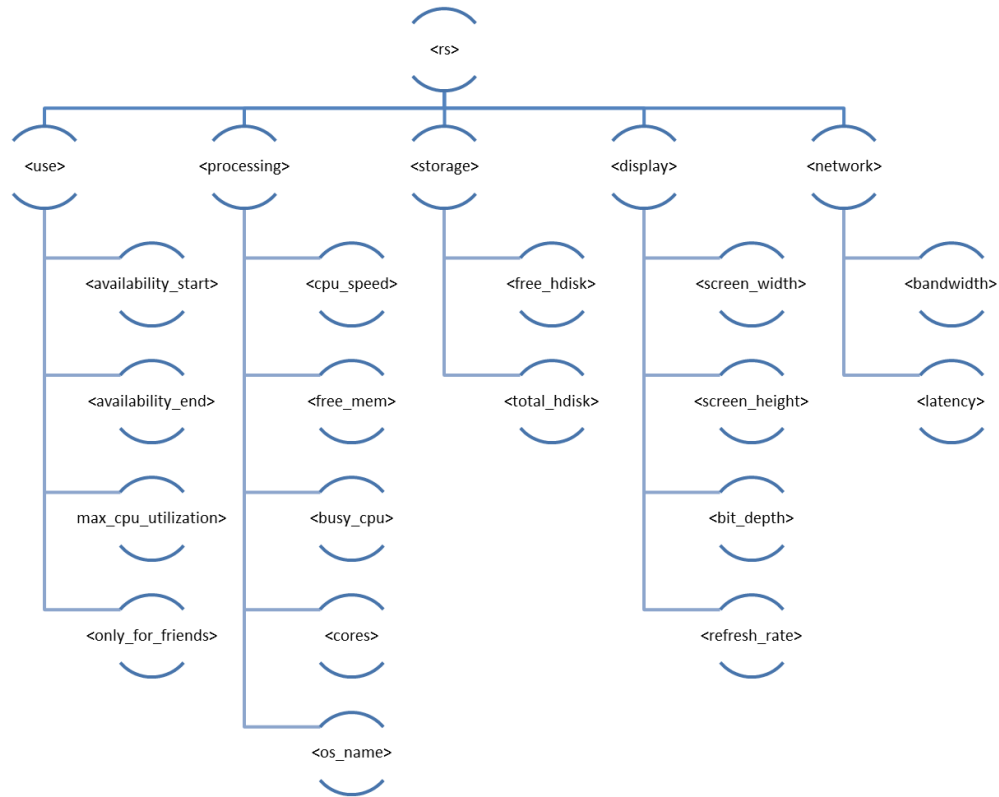 <rs>
<use>
<processing>
<storage>
<display>
<network>
<availability_start>
<cpu_speed>
<free_hdisk>
<screen_width>
<bandwidth>
<availability_end>
<free_mem>
<total_hdisk>
<screen_height>
<latency>
max_cpu_utilization>
<busy_cpu>
<bit_depth>
<only_for_friends>
<cores>
<refresh_rate>
<os_name>